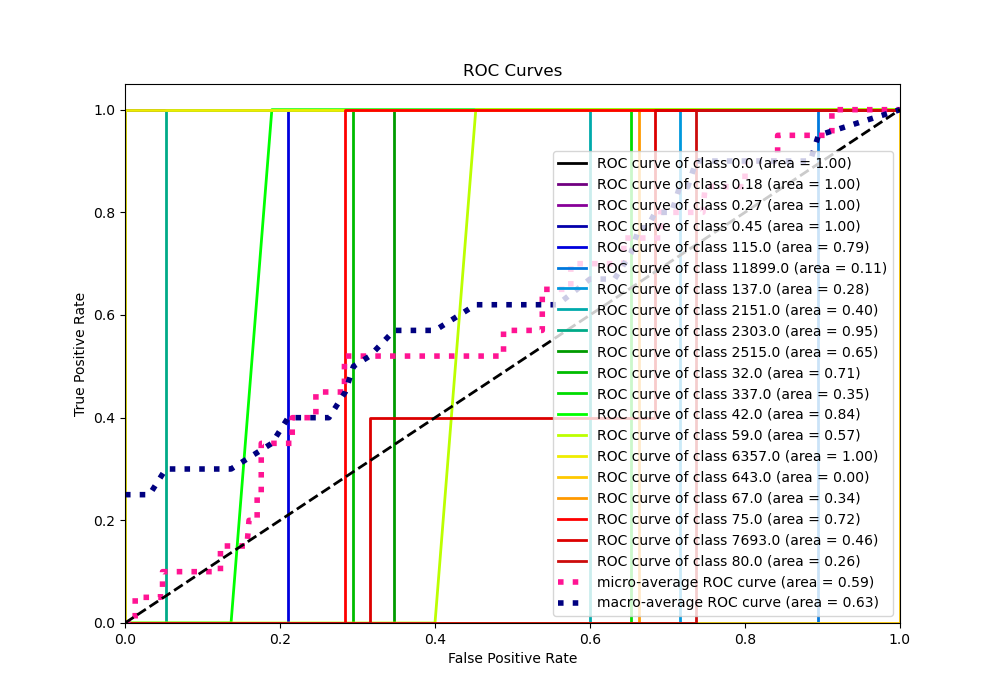 ROC Curves
True Positive Rate
1.0
0.8
0.6
0.4
0.2
0.0
ROC curve of class 0.0 (area = 1.00)
ROC curve of class 0.18 (area = 1.00)
ROC curve of class 0.27 (area = 1.00)
ROC curve of class 0.45 (area = 1.00)
ROC curve of class 115.0 (area = 0.79)
ROC curve of class 11899.0 (area = 0.11)
ROC curve of class 137.0 (area = 0.28)
ROC curve of class 2151.0 (area = 0.40)
ROC curve of class 2303.0 (area = 0.95)
ROC curve of class 2515.0 (area = 0.65)
ROC curve of class 32.0 (area = 0.71)
ROC curve of class 337.0 (area = 0.35)
ROC curve of class 42.0 (area = 0.84)
ROC curve of class 59.0 (area = 0.57)
ROC curve of class 6357.0 (area = 1.00)
ROC curve of class 643.0 (area = 0.00)
ROC curve of class 67.0 (area = 0.34)
ROC curve of class 75.0 (area = 0.72)
ROC curve of class 7693.0 (area = 0.46)
ROC curve of class 80.0 (area = 0.26)
micro-average ROC curve (area = 0.59)
macro-average ROC curve (area = 0.63)
0.0 0.2 0.4 0.6 0.8 1.0
False Positive Rate